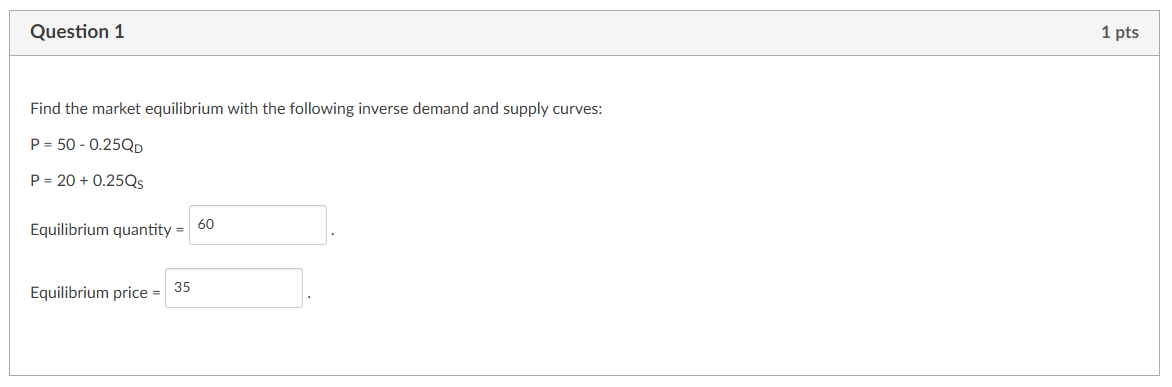 Question 1
1 pts
Find the market equilibrium with the following inverse demand and supply curves:
P = 50 - 0.25QD
P = 20 + 0.25QS
Equilibrium quantity = 60 .
Equilibrium price = 35 .